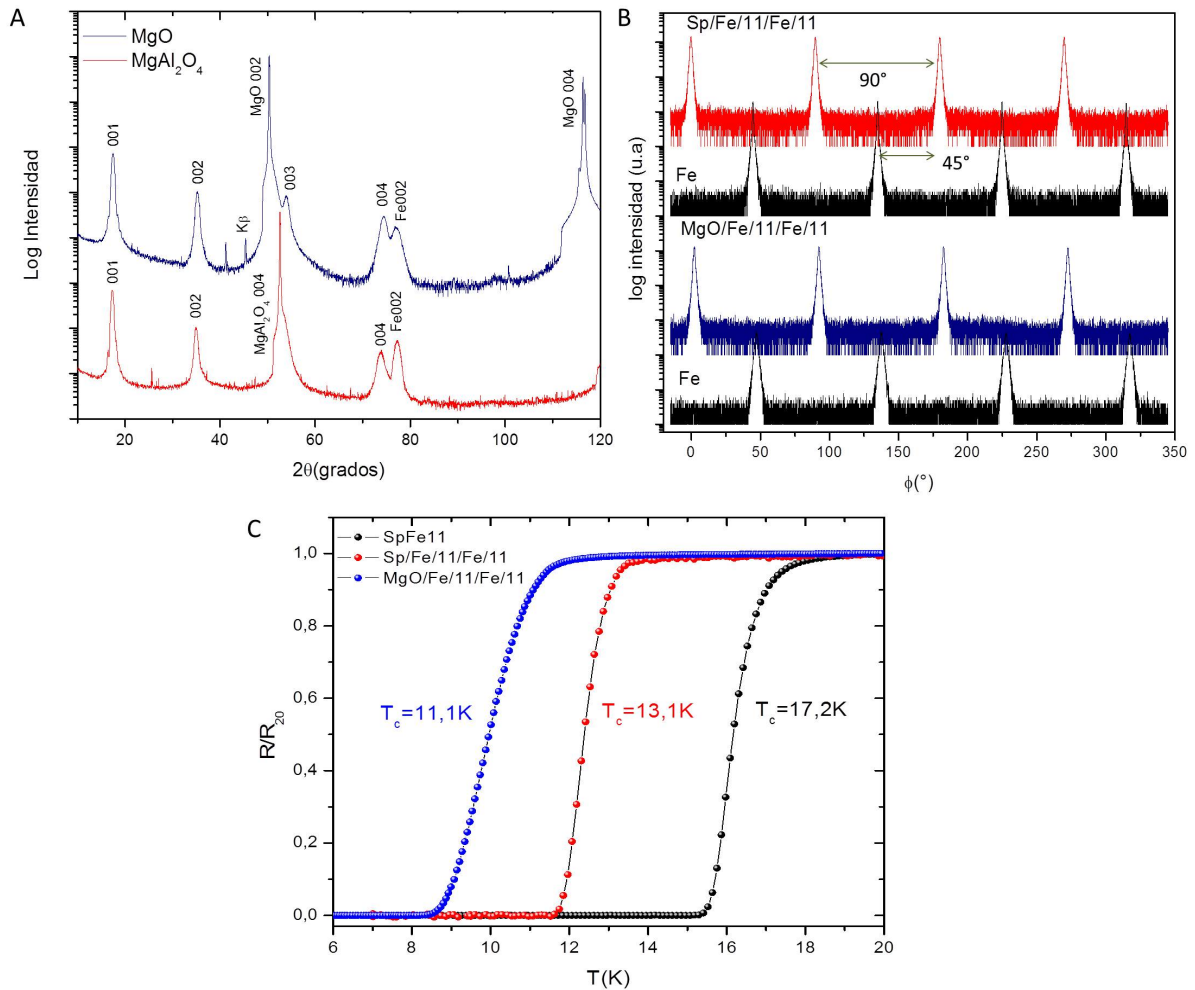 A
MgO
MgAl₂O₄
001
002
Kβ
MgO 002
003
004
Fe002
MgO 004
001
002
MgAl₂O₄ 004
004
Fe002
Log Intensidad
20
40
60
80
100
120
2θ(grados)
B
Sp/Fe/11/Fe/11
90°
45°
Fe
MgO/Fe/11/Fe/11
Fe
log intensidad (u.a)
0
50
100
150
200
250
300
350
ϕ(°)
C
SpFe11
Sp/Fe/11/Fe/11
MgO/Fe/11/Fe/11
1,0
0,8
0,6
0,4
0,2
0,0
R/R₂₀
T_c=11,1K
T_c=13,1K
T_c=17,2K
6
8
10
12
14
16
18
20
T(K)